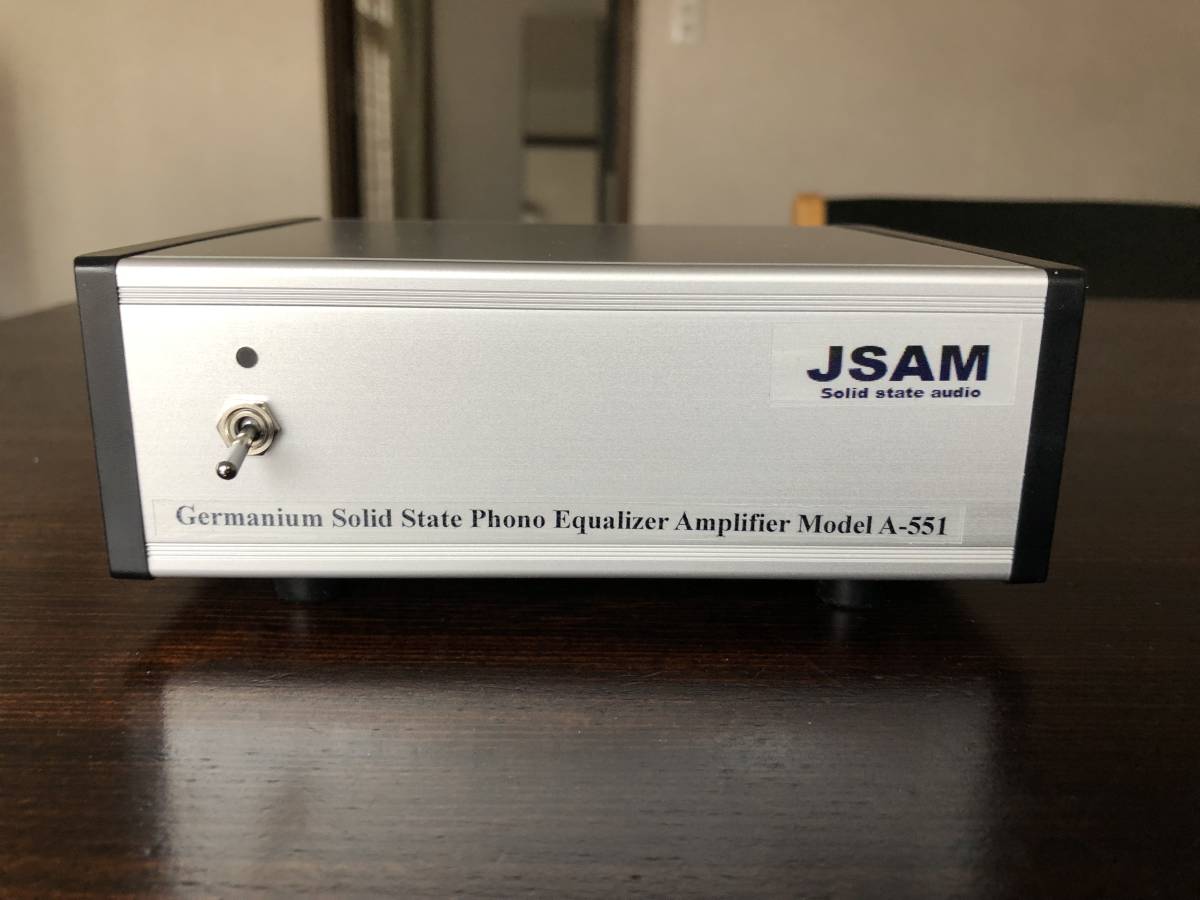 JSAM
Solid state audio
Germanium Solid State Phono Equalizer Amplifier Model A-551